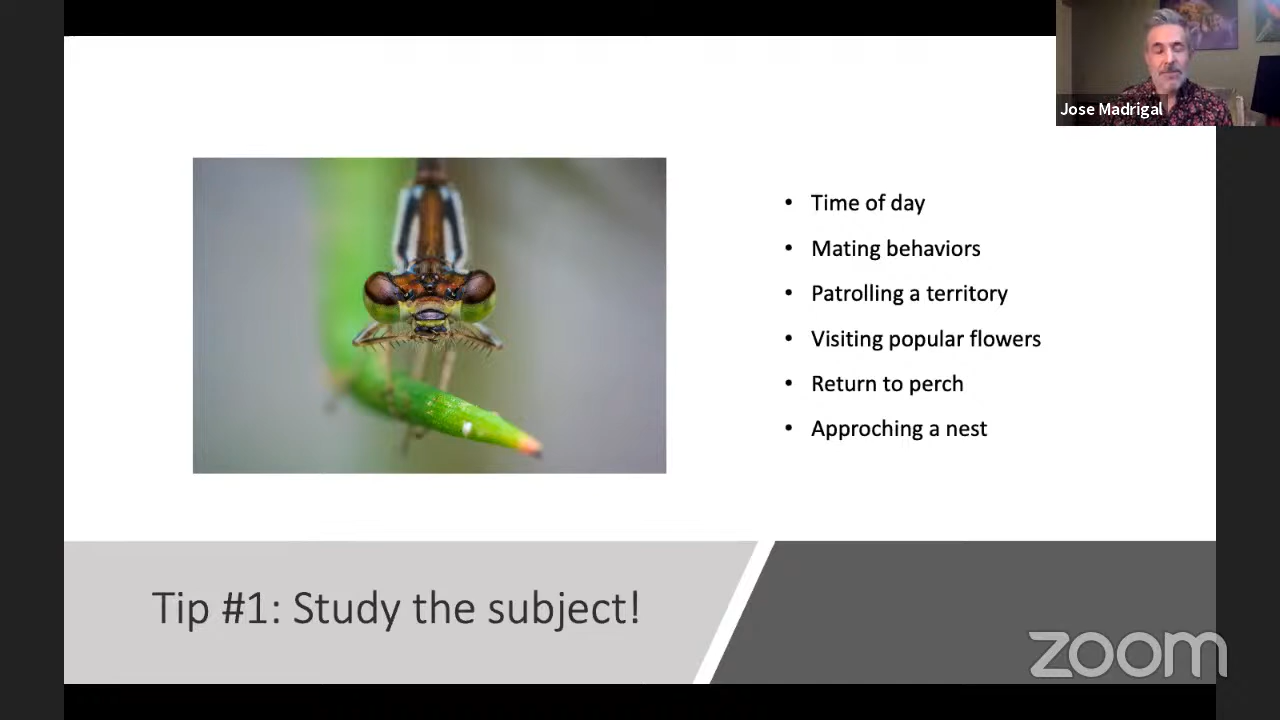 Jose Madrigal
• Time of day
• Mating behaviors
• Patrolling a territory
• Visiting popular flowers
• Return to perch
• Approching a nest
Tip #1: Study the subject!
zoom